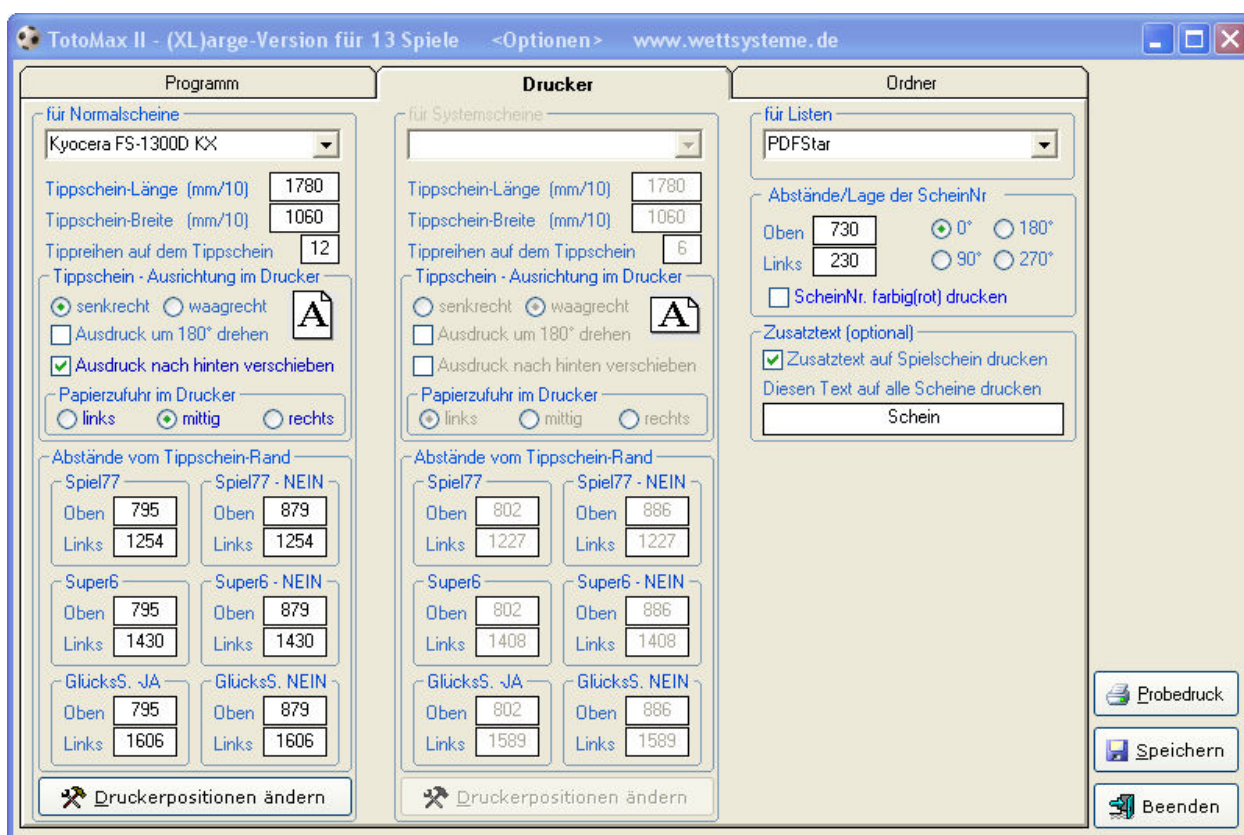 TotoMax II - (XL)arge-Version für 13 Spiele <Optionen> www.wettsysteme.de
Programm
Drucker
Ordner
für Normalscheine
Kyocera FS-1300D KX
Tippschein-Länge (mm/10) 1780
Tippschein-Breite (mm/10) 1060
Tippreihen auf dem Tippschein 12
Tippschein - Ausrichtung im Drucker
senkrecht waagrecht
A
Ausdruck um 180° drehen
Ausdruck nach hinten verschieben
Papierzufuhr im Drucker
links mittig rechts
Abstände vom Tippschein-Rand
Spiel77 Spiel77 - NEIN
Oben 795 Oben 879
Links 1254 Links 1254
Super6 Super6 - NEIN
Oben 795 Oben 879
Links 1430 Links 1430
GlücksS. -JA GlücksS. NEIN
Oben 795 Oben 879
Links 1606 Links 1606
Druckerpositionen ändern
für Systemscheine
Tippschein-Länge (mm/10) 1780
Tippschein-Breite (mm/10) 1060
Tippreihen auf dem Tippschein 6
Tippschein - Ausrichtung im Drucker
senkrecht waagrecht
A
Ausdruck um 180° drehen
Ausdruck nach hinten verschieben
Papierzufuhr im Drucker
links mittig rechts
Abstände vom Tippschein-Rand
Spiel77 Spiel77 - NEIN
Oben 802 Oben 886
Links 1227 Links 1227
Super6 Super6 - NEIN
Oben 802 Oben 886
Links 1408 Links 1408
GlücksS. -JA GlücksS. NEIN
Oben 802 Oben 886
Links 1589 Links 1589
Druckerpositionen ändern
für Listen
PDFStar
Abstände/Lage der ScheinNr
Oben 730 0° 180°
Links 230 90° 270°
ScheinNr. farbig(rot) drucken
Zusatztext (optional)
Zusatztext auf Spielschein drucken
Diesen Text auf alle Scheine drucken
Schein
Probedruck
Speichern
Beenden